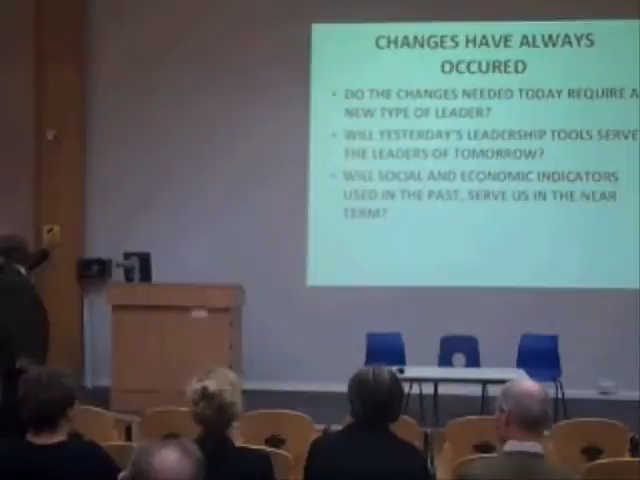 CHANGES HAVE ALWAYS
OCCURED
• DO THE CHANGES NEEDED TODAY REQUIRE A
NEW TYPE OF LEADER?
• WILL YESTERDAY'S LEADERSHIP TOOLS SERVE
THE LEADERS OF TOMORROW?
• WILL SOCIAL AND ECONOMIC INDICATORS
USED IN THE PAST, SERVE US IN THE NEAR
TERM?